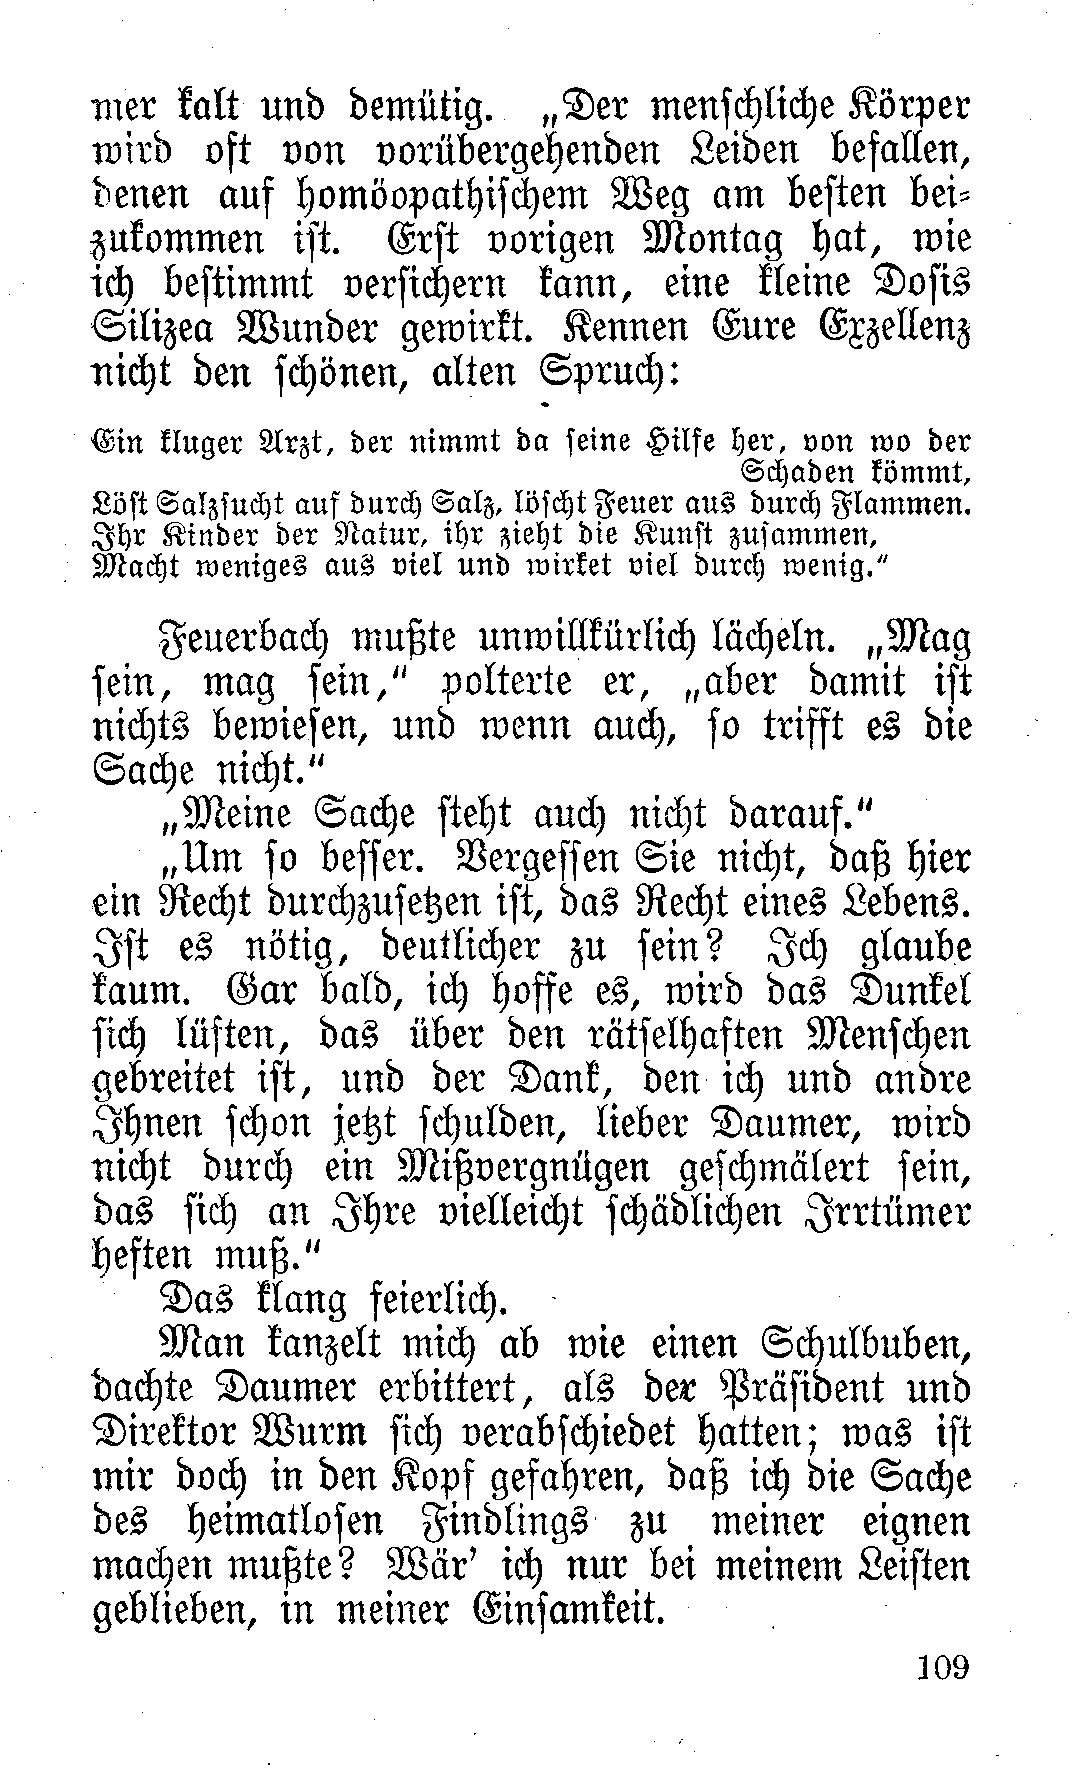 mer kalt und demütig. „Der menschliche Körper
wird oft von vorübergehenden Leiden befallen,
denen auf homöopathischem Weg am besten bei-
zukommen ist. Erst vorigen Montag hat, wie
ich bestimmt versichern kann, eine kleine Dosis
Silizea Wunder gewirkt. Kennen Eure Exzellenz
nicht den schönen, alten Spruch:
Ein kluger Arzt, der nimmt da seine Hilfe her, von wo der
Schaden kömmt,
Löst Salzsucht auf durch Salz, löscht Feuer aus durch Flammen.
Ihr Kinder der Natur, ihr zieht die Kunst zusammen,
Macht weniges aus viel und wirket viel durch wenig.“
Feuerbach mußte unwillkürlich lächeln. „Mag
sein, mag sein,“ polterte er, „aber damit ist
nichts bewiesen, und wenn auch, so trifft es die
Sache nicht.“
„Meine Sache steht auch nicht darauf.“
„Um so besser. Vergessen Sie nicht, daß hier
ein Recht durchzusetzen ist, das Recht eines Lebens.
Ist es nötig, deutlicher zu sein? Ich glaube
kaum. Gar bald, ich hoffe es, wird das Dunkel
sich lüften, das über den rätselhaften Menschen
gebreitet ist, und der Dank, den ich und andre
Ihnen schon jetzt schulden, lieber Daumer, wird
nicht durch ein Mißvergnügen geschmälert sein,
das sich an Ihre vielleicht schädlichen Irrtümer
heften muß.“
Das klang feierlich.
Man kanzelt mich ab wie einen Schulbuben,
dachte Daumer erbittert, als der Präsident und
Direktor Wurm sich verabschiedet hatten; was ist
mir doch in den Kopf gefahren, daß ich die Sache
des heimatlosen Findlings zu meiner eignen
machen mußte? Wär’ ich nur bei meinem Leisten
geblieben, in meiner Einsamkeit.
109